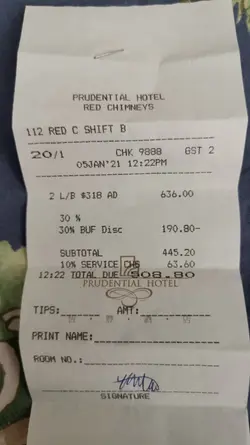 PRUDENTIAL HOTEL
RED CHIMNEYS
112 RED C SHIFT B
20/1 CHK 9888 GST 2
05JAN'21 12:22PM
2 L/B $318 AD 636.00
30 %
30% BUF Disc 190.80-
SUBTOTAL 445.20
10% SERVICE CHG 63.60
12:22 TOTAL DUE 508.80
PRUDENTIAL HOTEL
TIPS: AMT:
PRINT NAME:
ROOM NO.:
SIGNATURE